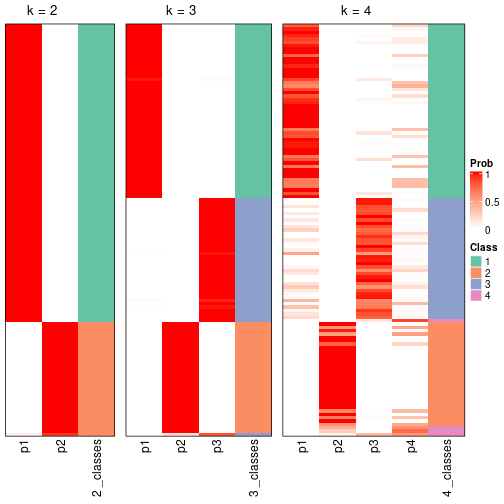 k = 2
k = 3
k = 4
Prob
1
0.5
0
Class
1
2
3
4
p1
p2
2_classes
p1
p2
p3
3_classes
p1
p2
p3
p4
4_classes